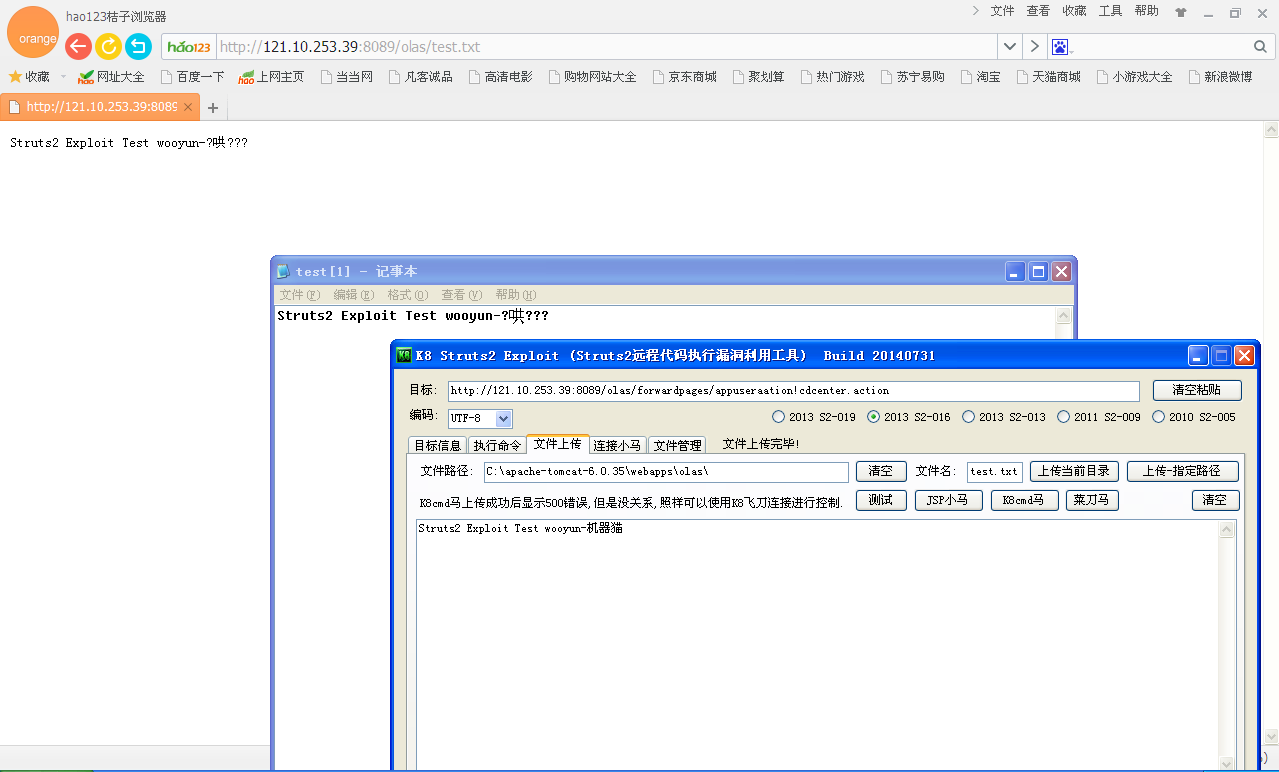 hao123桔子浏览器
文件 查看 收藏 工具 帮助
orange
hao123 http://121.10.253.39:8089/olas/test.txt
收藏 网址大全 百度一下 上网主页 当当网 凡客诚品 高清电影 购物网站大全 京东商城 聚划算 热门游戏 苏宁易购 淘宝 天猫商城 小游戏大全 新浪微博
http://121.10.253.39:8089
Struts2 Exploit Test wooyun-?哄???
test[1] - 记事本
文件(F) 编辑(E) 格式(O) 查看(V) 帮助(H)
Struts2 Exploit Test wooyun-?哄???
K8 Struts2 Exploit (Struts2远程代码执行漏洞利用工具) Build 20140731
目标: http://121.10.253.39:8089/olas/forwardpages/appuseraation!cdcenter.action 清空粘贴
编码: UTF-8 2013 S2-019 2013 S2-016 2013 S2-013 2011 S2-009 2010 S2-005
目标信息 执行命令 文件上传 连接小马 文件管理 文件上传完毕!
文件路径: C:\apache-tomcat-6.0.35\webapps\olas\ 清空 文件名: test.txt 上传当前目录 上传-指定路径
K8cmd马上传成功后显示500错误,但是没关系,照样可以使用K8飞刀连接进行控制. 测试 JSP小马 K8cmd马 菜刀马 清空
Struts2 Exploit Test wooyun-机器猫